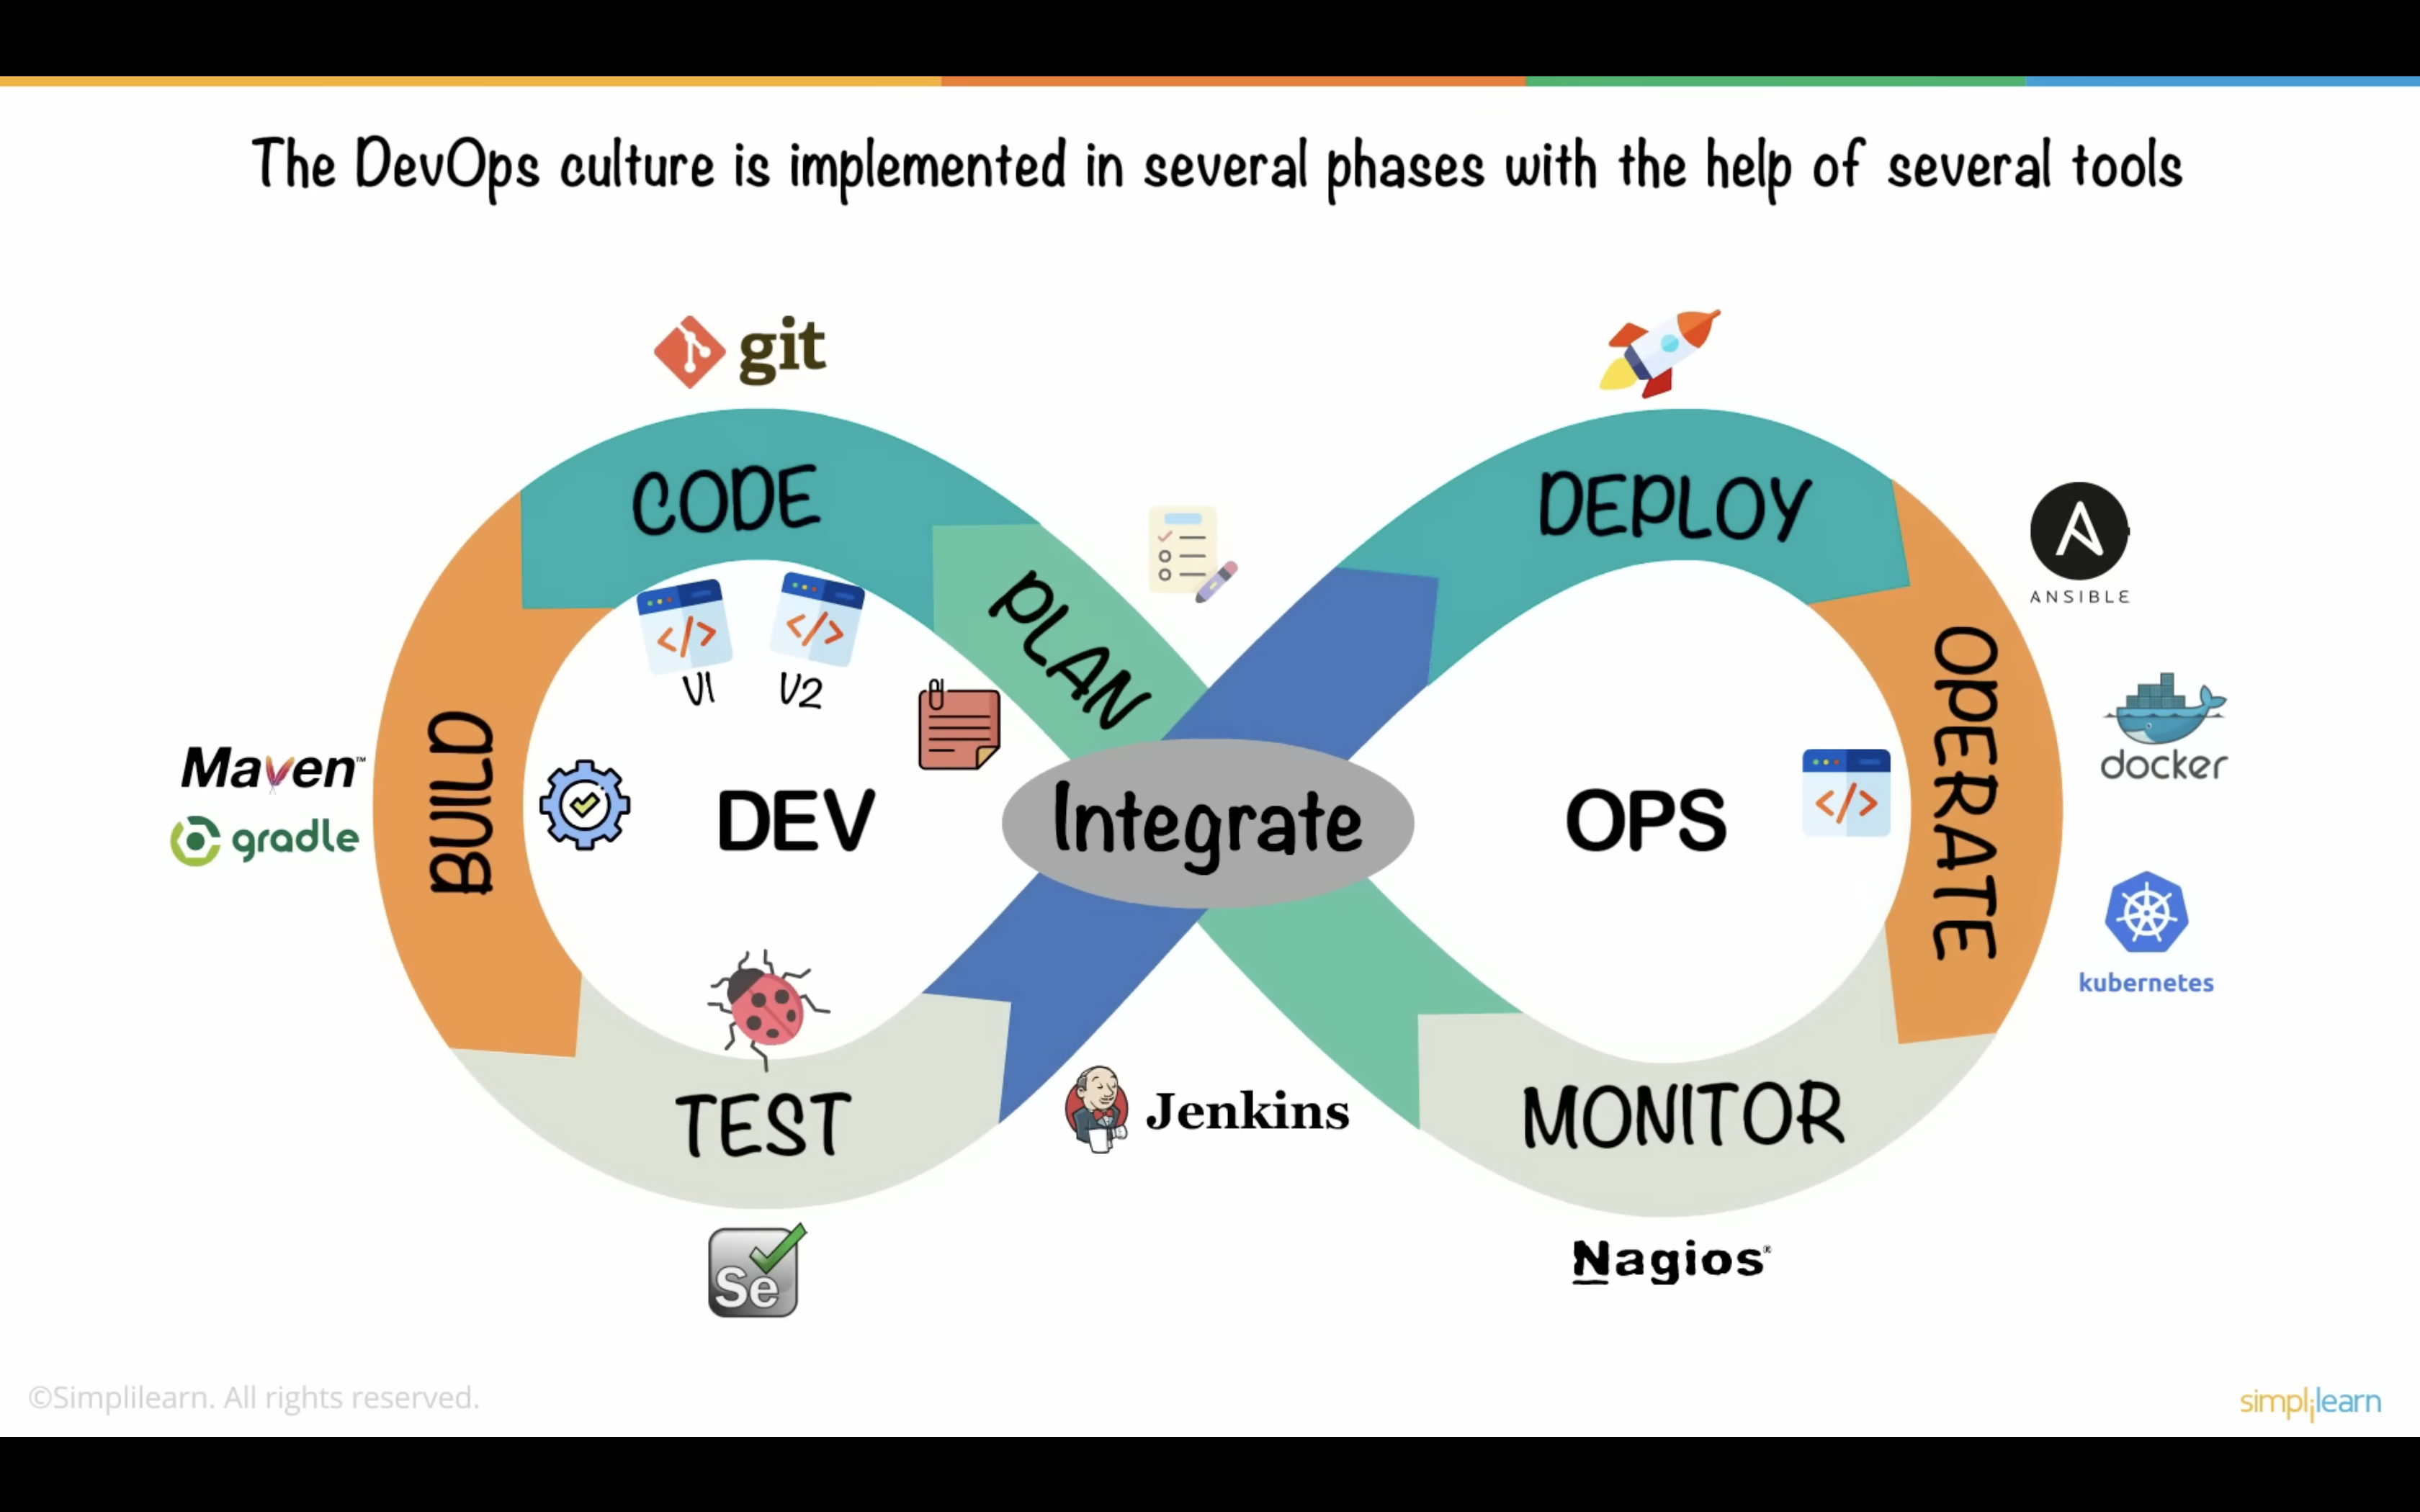 The DevOps culture is implemented in several phases with the help of several tools
git
CODE
DEPLOY
PLAN
</>
</>
V1
V2
ANSIBLE
OPERATE
docker
Maven™
gradle
BUILD
DEV
Integrate
OPS
</>
kubernetes
TEST
Jenkins
MONITOR
Se
Nagios®
©Simplilearn. All rights reserved.
simplilearn